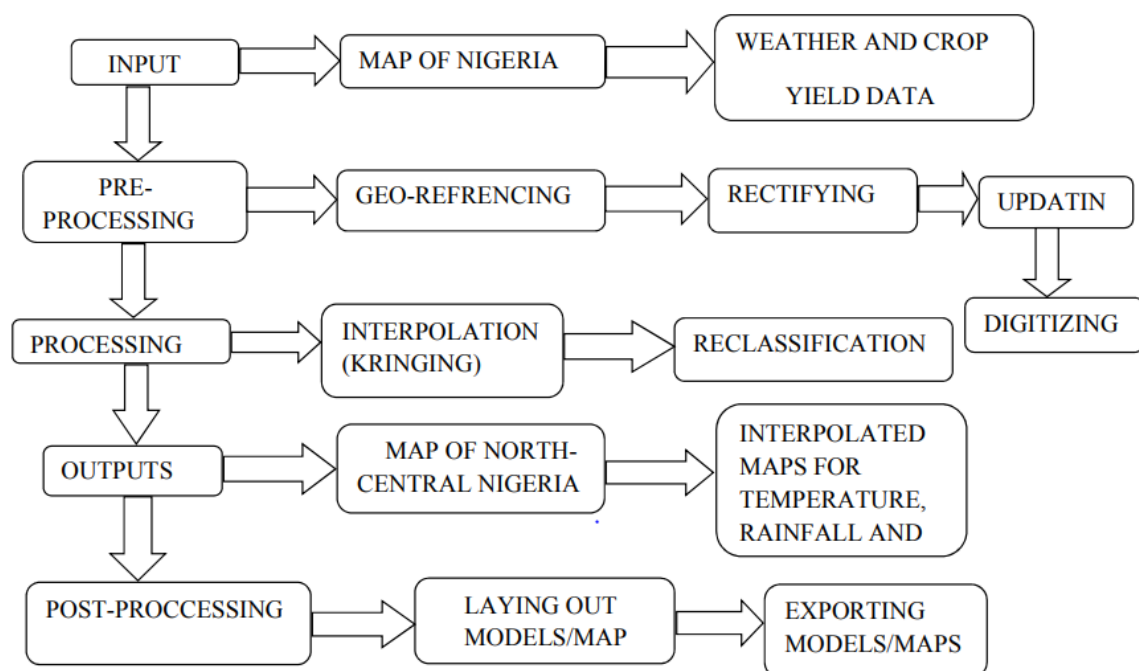 INPUT
MAP OF NIGERIA
WEATHER AND CROP
YIELD DATA
PRE-
PROCESSING
GEO-REFRENCING
RECTIFYING
UPDATIN
DIGITIZING
PROCESSING
INTERPOLATION
(KRINGING)
RECLASSIFICATION
OUTPUTS
MAP OF NORTH-
CENTRAL NIGERIA
INTERPOLATED
MAPS FOR
TEMPERATURE,
RAINFALL AND
POST-PROCCESSING
LAYING OUT
MODELS/MAP
EXPORTING
MODELS/MAPS